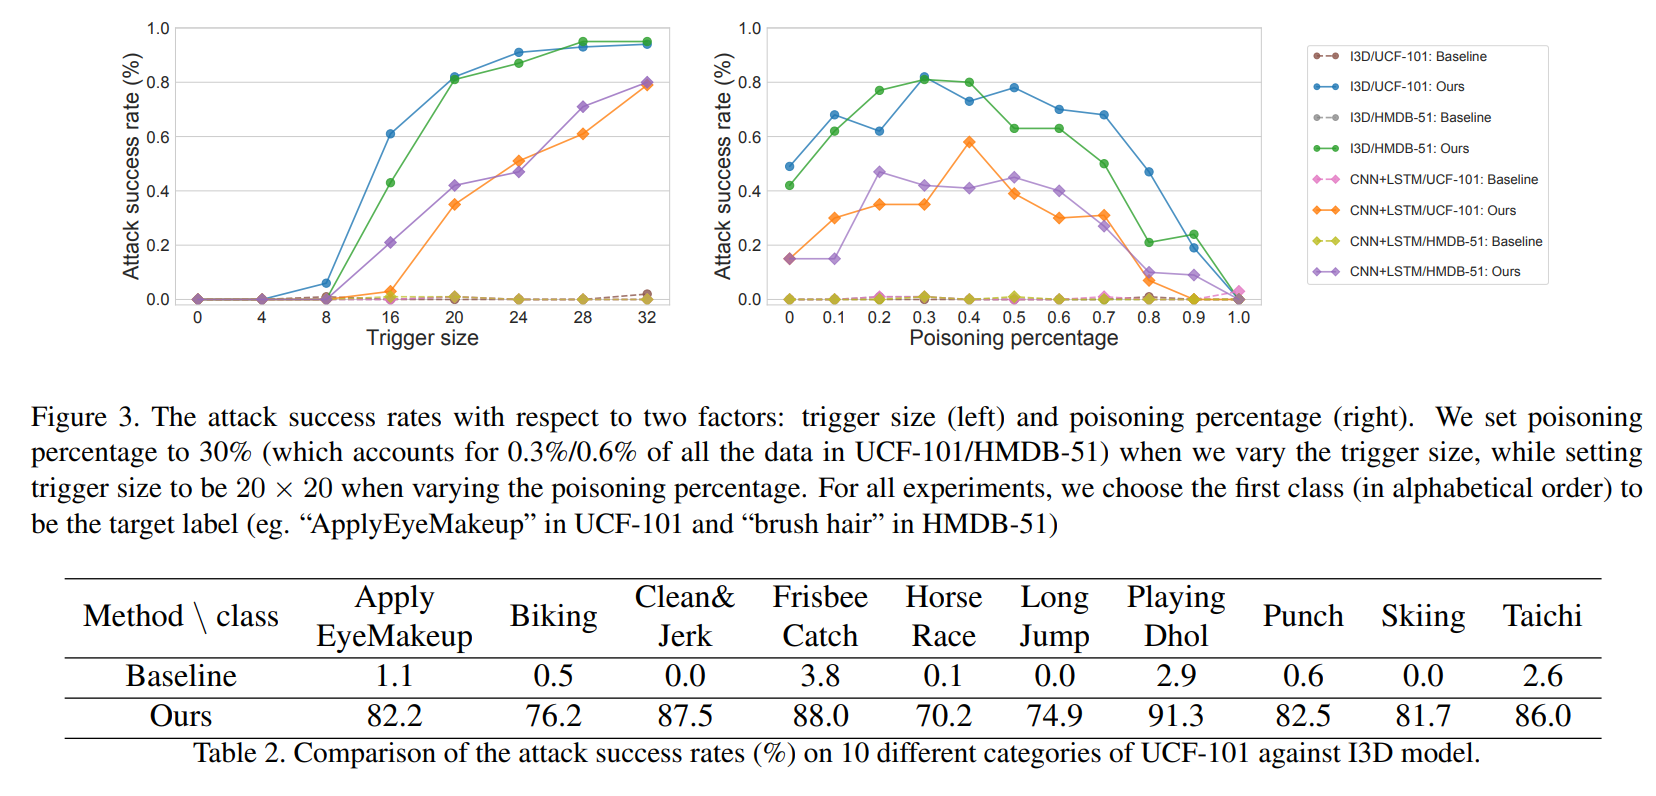 1.0
0.8
0.6
0.4
0.2
0.0
Attack success rate (%)
0 4 8 16 20 24 28 32
Trigger size
1.0
0.8
0.6
0.4
0.2
0.0
Attack success rate (%)
0 0.1 0.2 0.3 0.4 0.5 0.6 0.7 0.8 0.9 1.0
Poisoning percentage
I3D/UCF-101: Baseline
I3D/UCF-101: Ours
I3D/HMDB-51: Baseline
I3D/HMDB-51: Ours
CNN+LSTM/UCF-101: Baseline
CNN+LSTM/UCF-101: Ours
CNN+LSTM/HMDB-51: Baseline
CNN+LSTM/HMDB-51: Ours
Figure 3. The attack success rates with respect to two factors: trigger size (left) and poisoning percentage (right). We set poisoning
percentage to 30% (which accounts for 0.3%/0.6% of all the data in UCF-101/HMDB-51) when we vary the trigger size, while setting
trigger size to be 20 × 20 when varying the poisoning percentage. For all experiments, we choose the first class (in alphabetical order) to
be the target label (eg. “ApplyEyeMakeup” in UCF-101 and “brush hair” in HMDB-51)
Method \ class Apply EyeMakeup Biking Clean& Jerk Frisbee Catch Horse Race Long Jump Playing Dhol Punch Skiing Taichi
Baseline 1.1 0.5 0.0 3.8 0.1 0.0 2.9 0.6 0.0 2.6
Ours 82.2 76.2 87.5 88.0 70.2 74.9 91.3 82.5 81.7 86.0
Table 2. Comparison of the attack success rates (%) on 10 different categories of UCF-101 against I3D model.